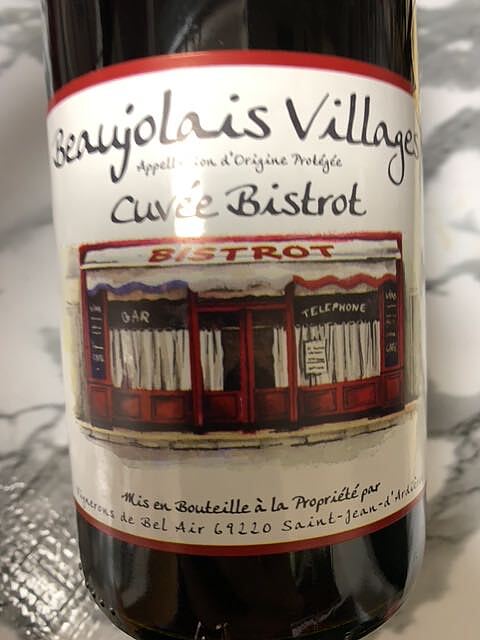 Beaujolais Villages
Appellation d'Origine Protégée
Cuvée Bistrot
BISTROT
BAR
TELEPHONE
Mis en Bouteille à la Propriété par
Vignerons de Bel Air 69220 Saint-Jean-d'Ardières